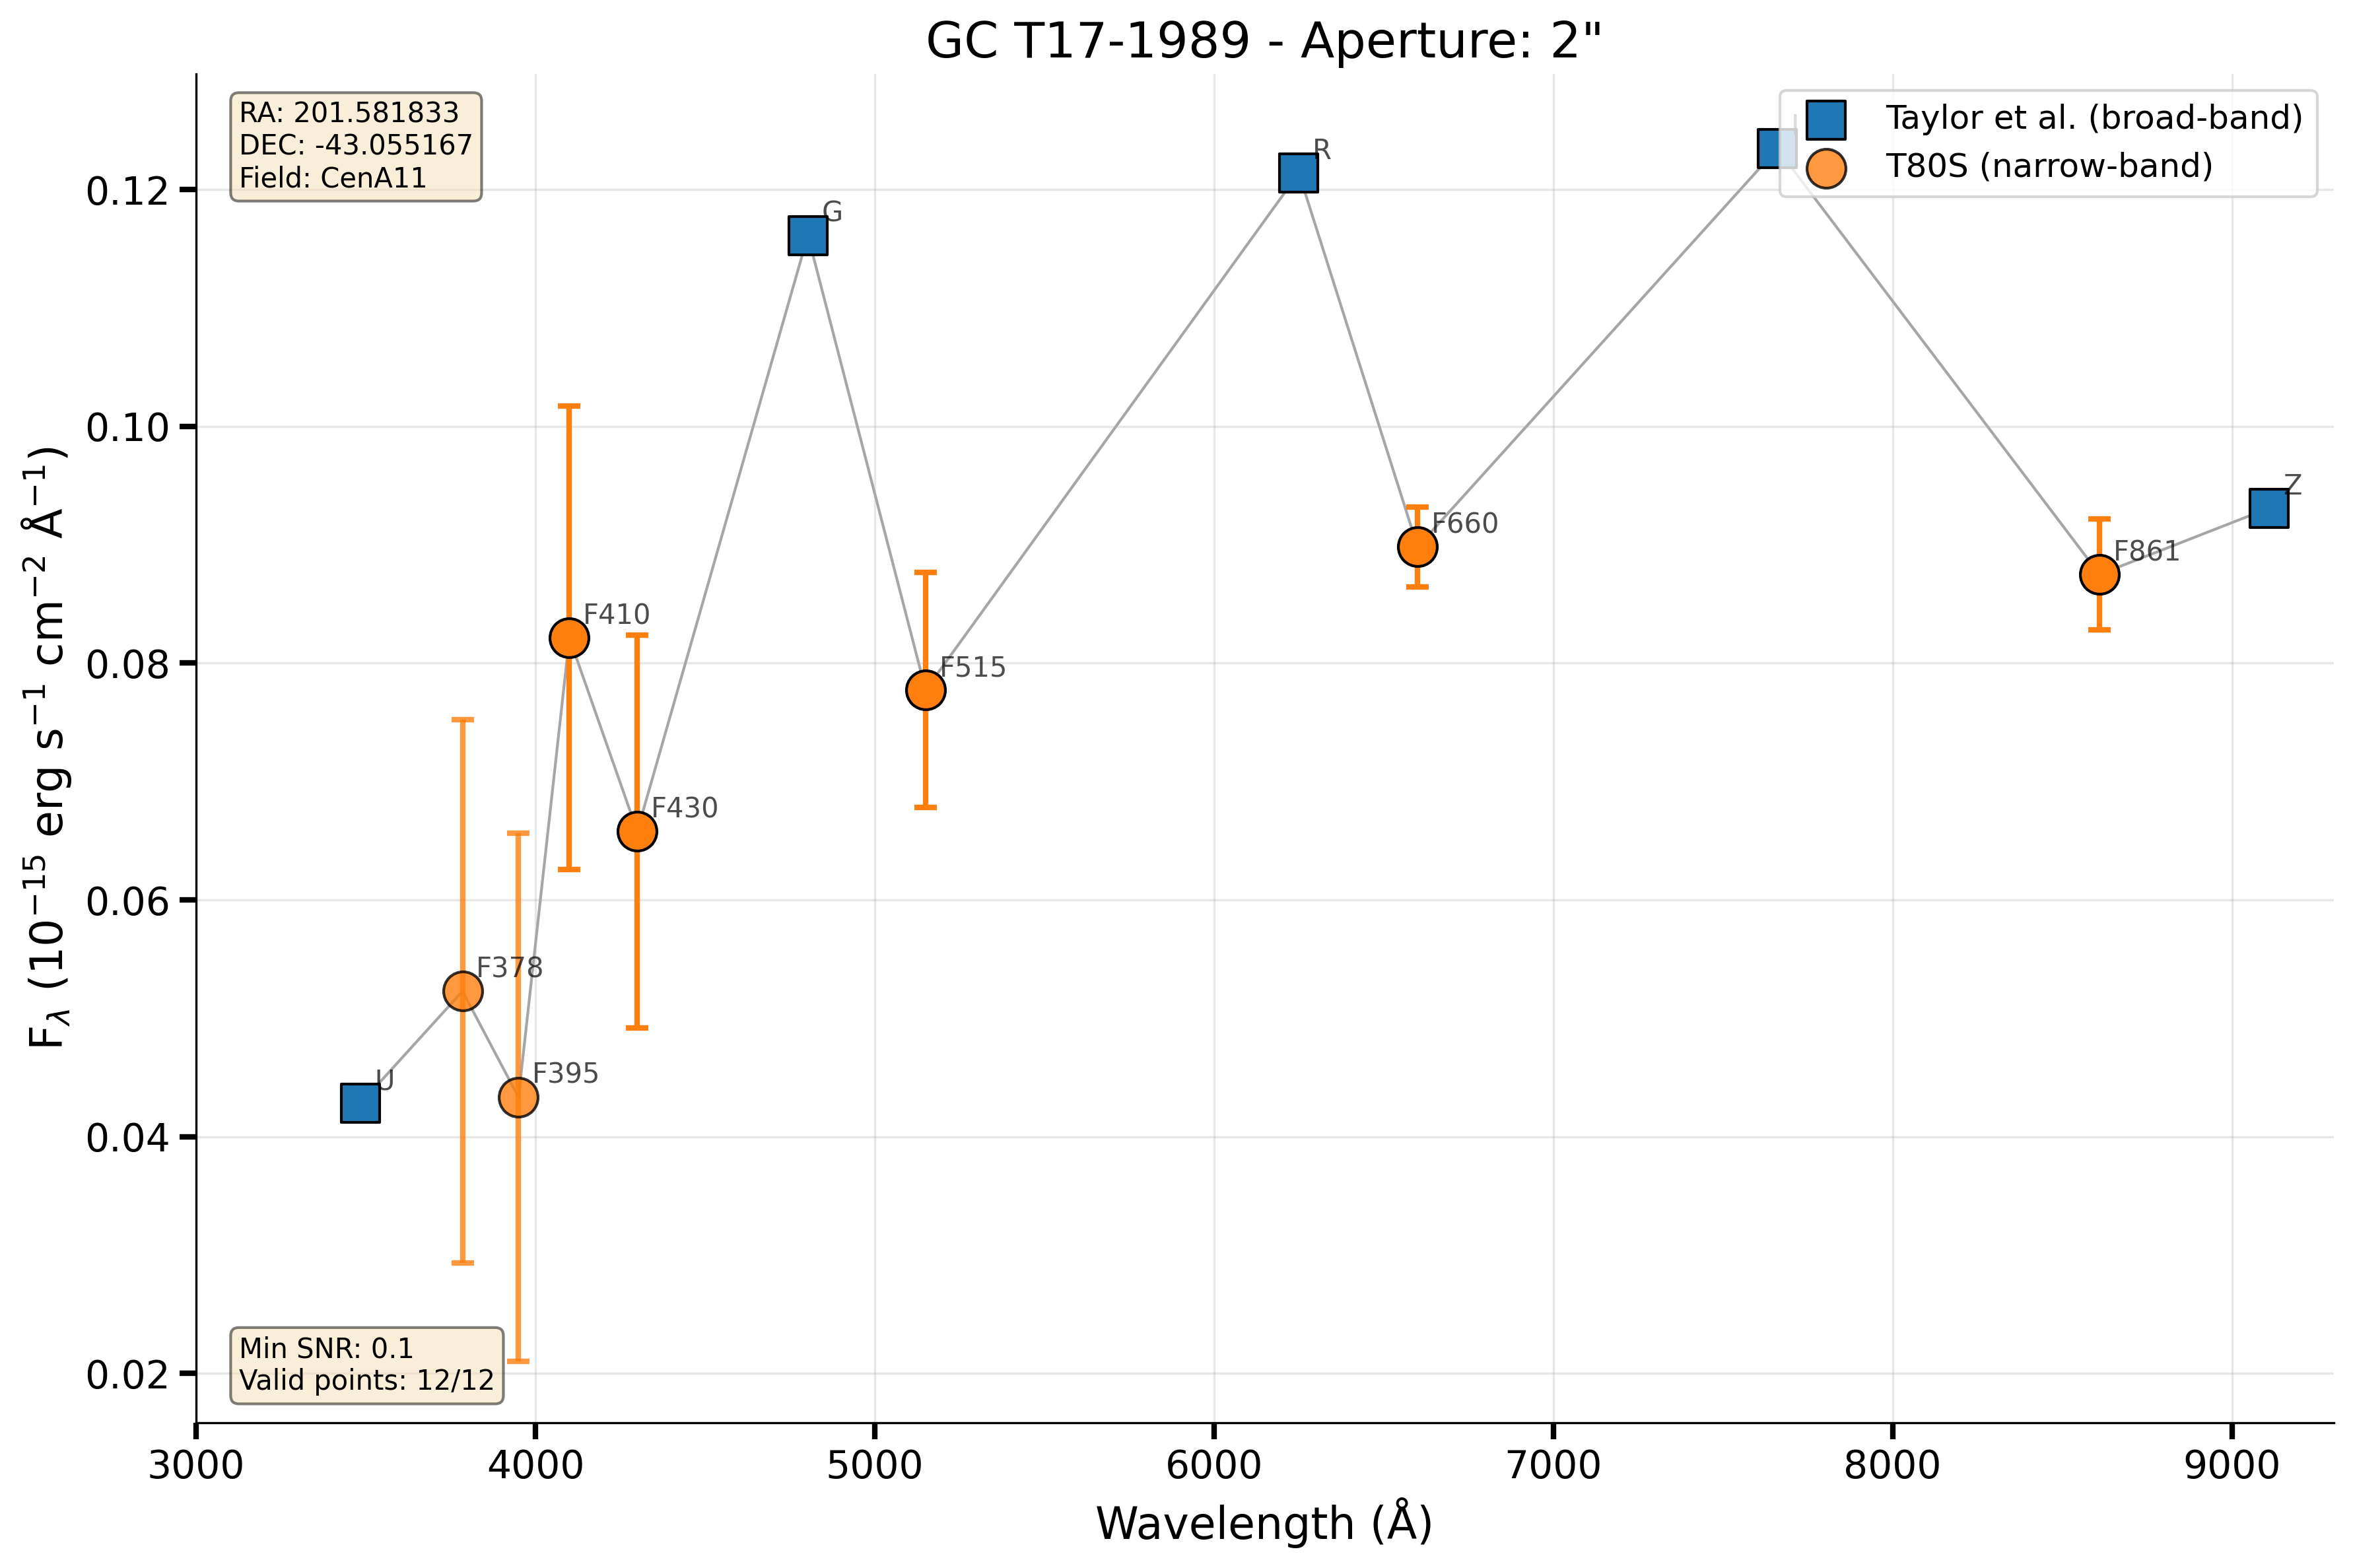 GC T17-1989 - Aperture: 2"
RA: 201.581833
DEC: -43.055167
Field: CenA11
Taylor et al. (broad-band)
T80S (narrow-band)
R
G
Z
F660
F861
F410
F515
F430
F378
F395
U
Min SNR: 0.1
Valid points: 12/12
0.12
0.10
0.08
0.06
0.04
0.02
F$_{λ}$ (10$^{−15}$ erg s$^{−1}$ cm$^{−2}$ Å$^{−1}$)
3000 4000 5000 6000 7000 8000 9000
Wavelength (Å)